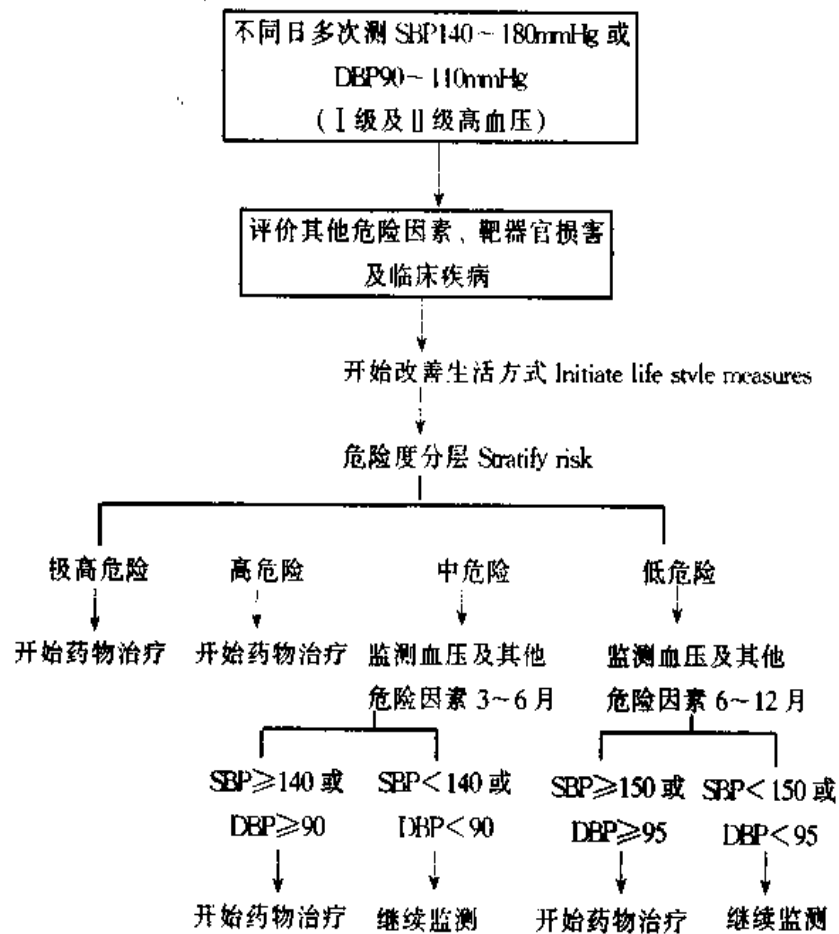 不同日多次测 SBP140~180mmHg 或
DBP90~110mmHg
(Ⅰ级及Ⅱ级高血压)
评价其他危险因素、靶器官损害
及临床疾病
开始改善生活方式 Initiate life style measures
危险度分层 Stratify risk
极高危险 高危险 中危险 低危险
开始药物治疗 开始药物治疗 监测血压及其他 监测血压及其他
危险因素 3~6 月 危险因素 6~12 月
SBP≥140 或 SBP<140 或 SBP≥150 或 SBP<150 或
DBP≥90 DBP<90 DBP≥95 DBP<95
开始药物治疗 继续监测 开始药物治疗 继续监测